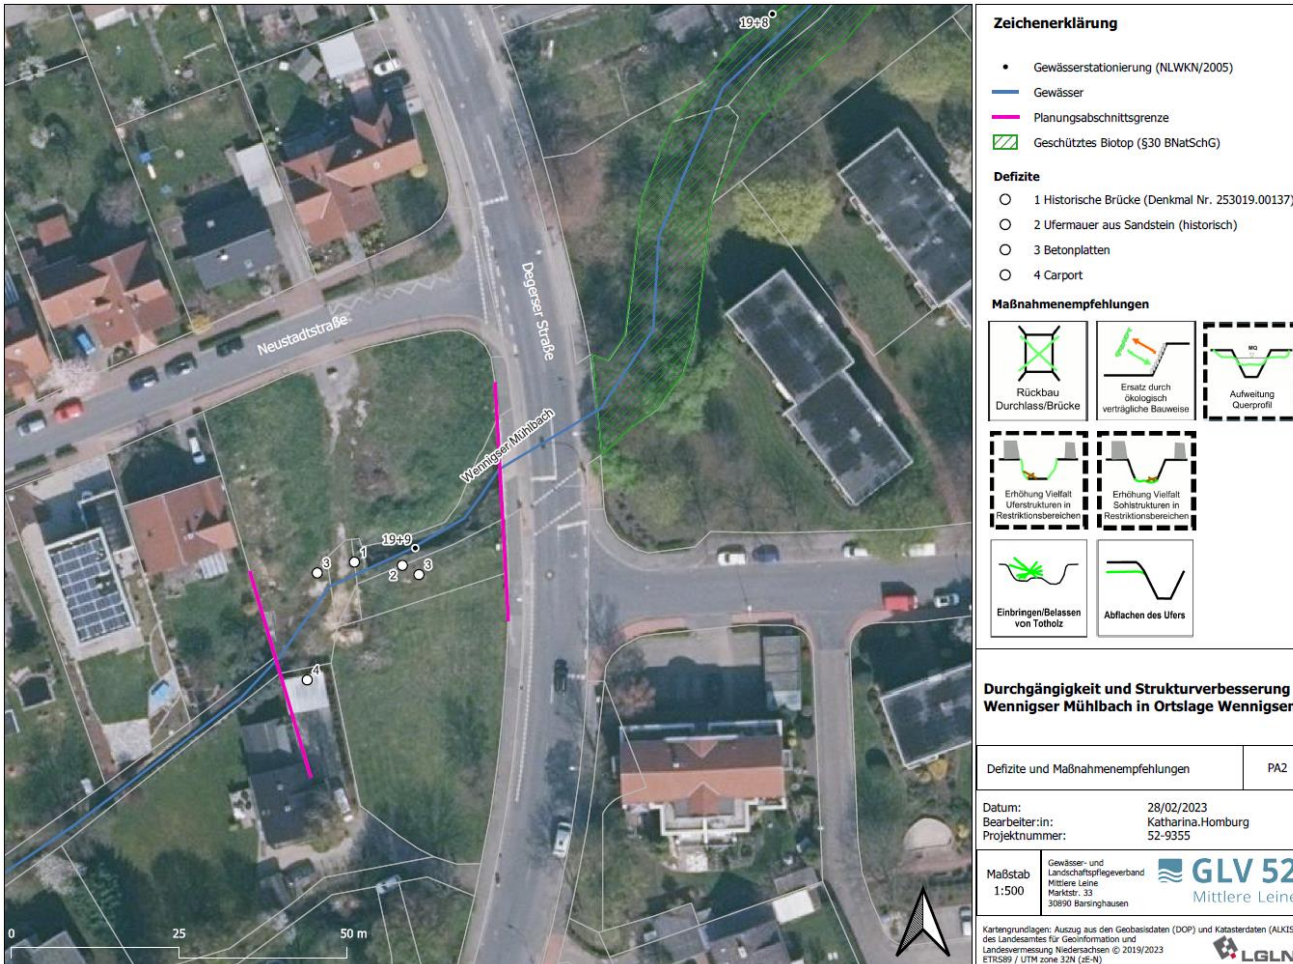 19+8
Neustadtstraße
Degerser Straße
Wennigser Mühlbach
19+9
1
3
2
3
4
0 25 50 m
Zeichenerklärung
Gewässerstationierung (NLWKN/2005)
Gewässer
Planungsabschnittsgrenze
Geschütztes Biotop (§30 BNatSchG)
Defizite
1 Historische Brücke (Denkmal Nr. 253019.00137)
2 Ufermauer aus Sandstein (historisch)
3 Betonplatten
4 Carport
Maßnahmenempfehlungen
Rückbau
Durchlass/Brücke
Ersatz durch
ökologisch
verträgliche Bauweise
MQ
Aufweitung
Querprofil
Erhöhung Vielfalt
Uferstrukturen in
Restriktionsbereichen
Erhöhung Vielfalt
Sohlstrukturen in
Restriktionsbereichen
Einbringen/Belassen
von Totholz
Abflachen des Ufers
Durchgängigkeit und Strukturverbesserung
Wennigser Mühlbach in Ortslage Wennigsen
Defizite und Maßnahmenempfehlungen PA2
Datum: 28/02/2023
Bearbeiter:in: Katharina.Homburg
Projektnummer: 52-9355
Maßstab
1:500
Gewässer- und
Landschaftspflegeverband
Mittlere Leine
Marktstr. 33
30890 Barsinghausen
GLV 52
Mittlere Leine
Kartengrundlagen: Auszug aus den Geobasisdaten (DOP) und Katasterdaten (ALKIS
des Landesamtes für Geoinformation und
Landesvermessung Niedersachsen © 2019/2023
ETRS89 / UTM zone 32N (zE-N)
LGLN